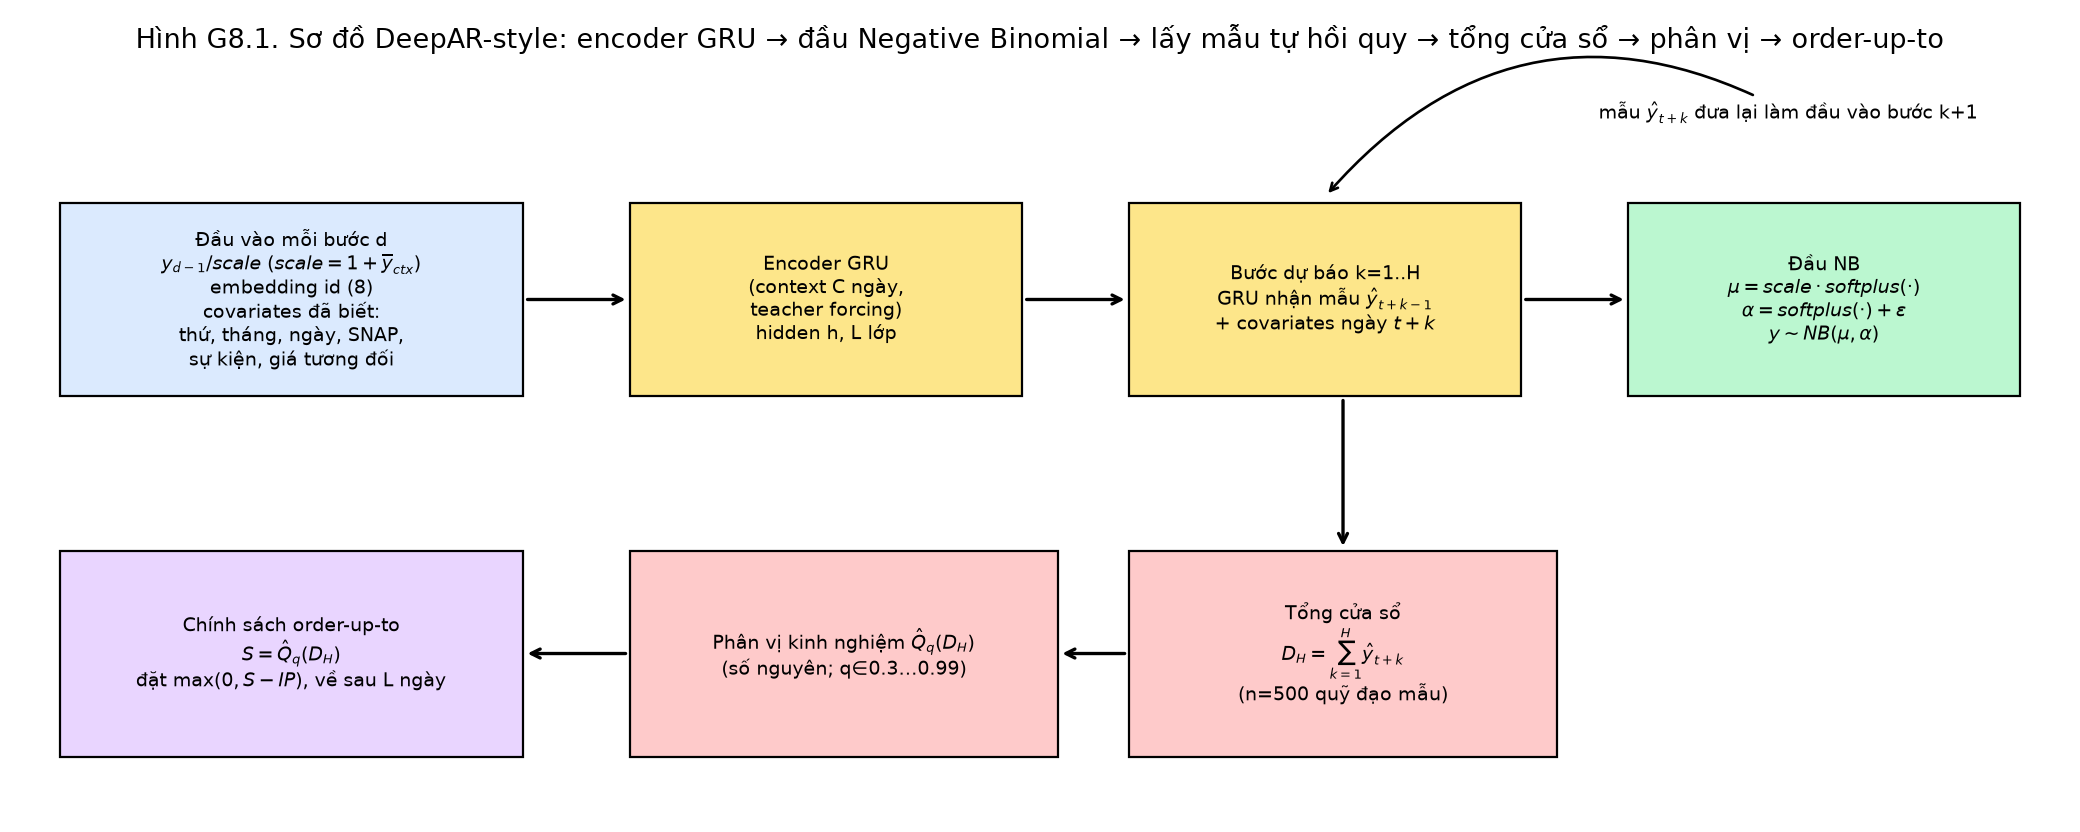 Hình G8.1. Sơ đồ DeepAR-style: encoder GRU → đầu Negative Binomial → lấy mẫu tự hồi quy → tổng cửa sổ → phân vị → order-up-to
mẫu ŷ_{t+k} đưa lại làm đầu vào bước k+1
Đầu vào mỗi bước d
y_{d−1}/scale (scale = 1 + y̅_{ctx})
embedding id (8)
covariates đã biết:
thứ, tháng, ngày, SNAP,
sự kiện, giá tương đối
Encoder GRU
(context C ngày,
teacher forcing)
hidden h, L lớp
Bước dự báo k=1..H
GRU nhận mẫu ŷ_{t+k−1}
+ covariates ngày t + k
Đầu NB
μ = scale · softplus(·)
α = softplus(·) + ε
y ~ NB(μ, α)
Chính sách order-up-to
S = Q̂_q(D_H)
đặt max(0, S − IP), về sau L ngày
Phân vị kinh nghiệm Q̂_q(D_H)
(số nguyên; q∈0.3…0.99)
Tổng cửa sổ
D_H = ∑_{k=1}^{H} ŷ_{t+k}
(n=500 quỹ đạo mẫu)